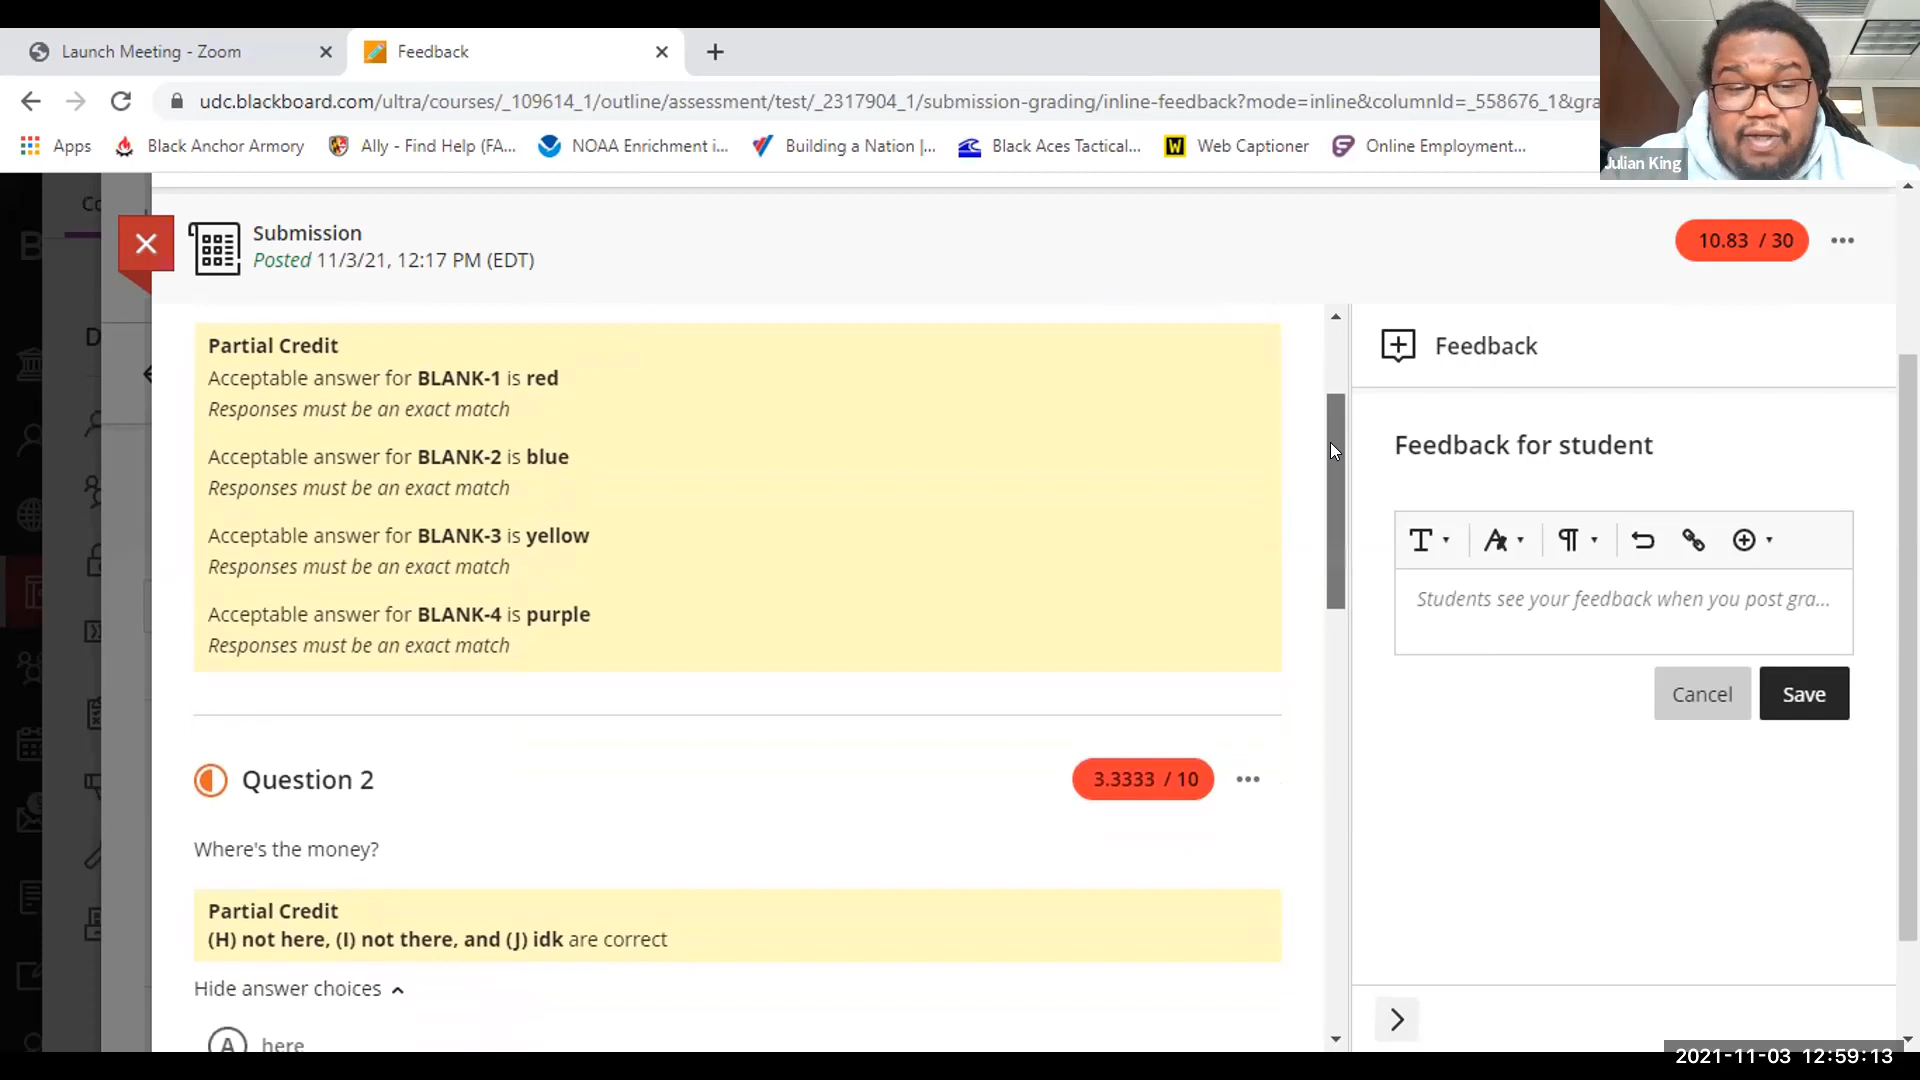 Launch Meeting - Zoom
Feedback
udc.blackboard.com/ultra/courses/_109614_1/outline/assessment/test/_2317904_1/submission-grading/inline-feedback?mode=inline&columnId=_558676_1&gra
Apps
Black Anchor Armory
Ally - Find Help (FA...
NOAA Enrichment i...
Building a Nation |...
W
Black Aces Tactical...
Web Captioner
Online Employment...
Julian King
Submission
Posted 11/3/21, 12:17 PM (EDT)
10.83 / 30
Partial Credit
Acceptable answer for BLANK-1 is red
Responses must be an exact match
Acceptable answer for BLANK-2 is blue
Responses must be an exact match
Acceptable answer for BLANK-3 is yellow
Responses must be an exact match
Acceptable answer for BLANK-4 is purple
Responses must be an exact match
Question 2
3.3333 / 10
Where's the money?
Partial Credit
(H) not here, (I) not there, and (J) idk are correct
Hide answer choices
A here
Feedback
Feedback for student
Students see your feedback when you post gra...
Cancel
Save
2021-11-03 12:59:13